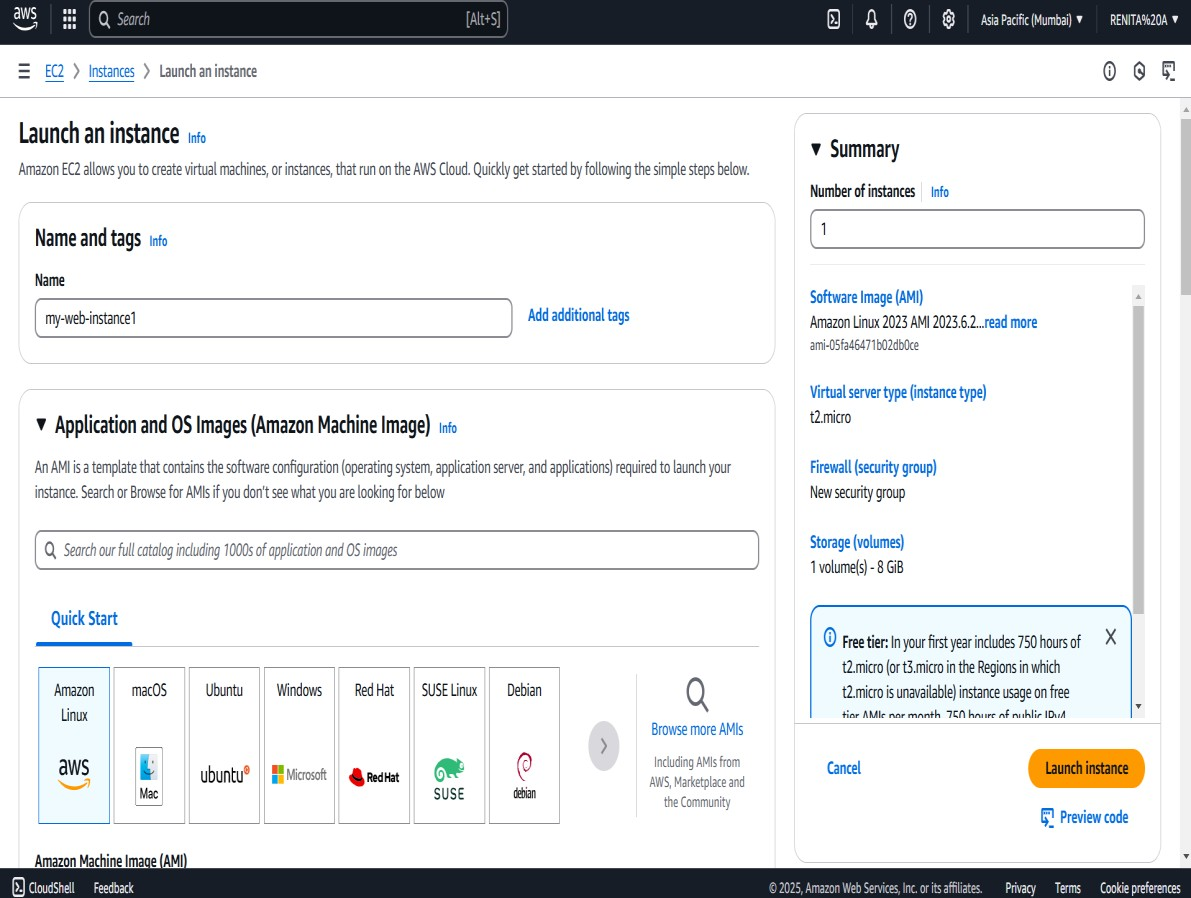 aws
Search
[Alt+S]
Asia Pacific (Mumbai) ▼
RENITA%20A ▼
EC2 > Instances > Launch an instance
Launch an instance Info
Amazon EC2 allows you to create virtual machines, or instances, that run on the AWS Cloud. Quickly get started by following the simple steps below.
Name and tags Info
Name
my-web-instance1
Add additional tags
▼ Application and OS Images (Amazon Machine Image) Info
An AMI is a template that contains the software configuration (operating system, application server, and applications) required to launch your
instance. Search or Browse for AMIs if you don't see what you are looking for below
Search our full catalog including 1000s of application and OS images
Quick Start
Amazon
Linux
aws
macOS
Mac
Ubuntu
ubuntu
Windows
Microsoft
Red Hat
Red Hat
SUSE Linux
SUSE
Debian
debian
Browse more AMIs
Including AMIs from
AWS, Marketplace and
the Community
Amazon Machine Image (AMI)
▼ Summary
Number of instances Info
1
Software Image (AMI)
Amazon Linux 2023 AMI 2023.6.2...read more
ami-05fa46471b02db0ce
Virtual server type (instance type)
t2.micro
Firewall (security group)
New security group
Storage (volumes)
1 volume(s) - 8 GiB
Free tier: In your first year includes 750 hours of
t2.micro (or t3.micro in the Regions in which
t2.micro is unavailable) instance usage on free
tier AMIs per month, 750 hours of public IPv4
Cancel
Launch instance
Preview code
CloudShell
Feedback
© 2025, Amazon Web Services, Inc. or its affiliates.
Privacy
Terms
Cookie preferences